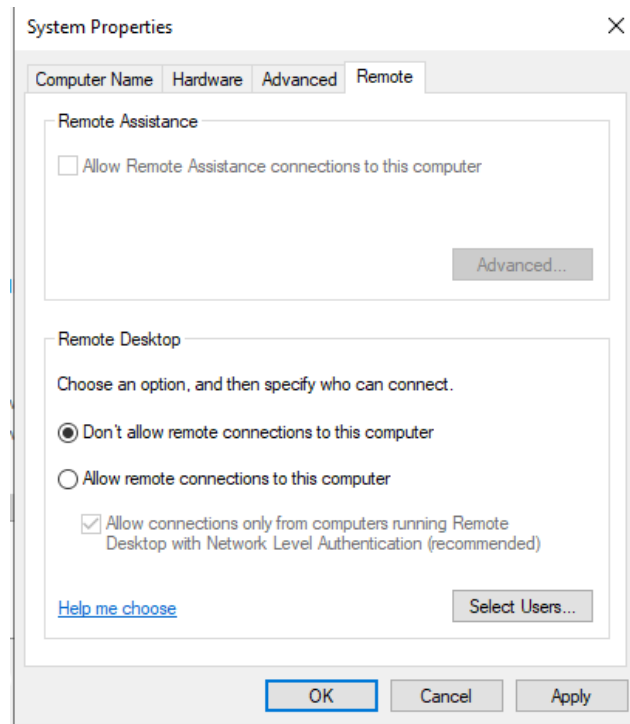 System Properties
Computer Name Hardware Advanced Remote
Remote Assistance
Allow Remote Assistance connections to this computer
Advanced...
Remote Desktop
Choose an option, and then specify who can connect.
Don't allow remote connections to this computer
Allow remote connections to this computer
Allow connections only from computers running Remote
Desktop with Network Level Authentication (recommended)
Help me choose
Select Users...
OK Cancel Apply